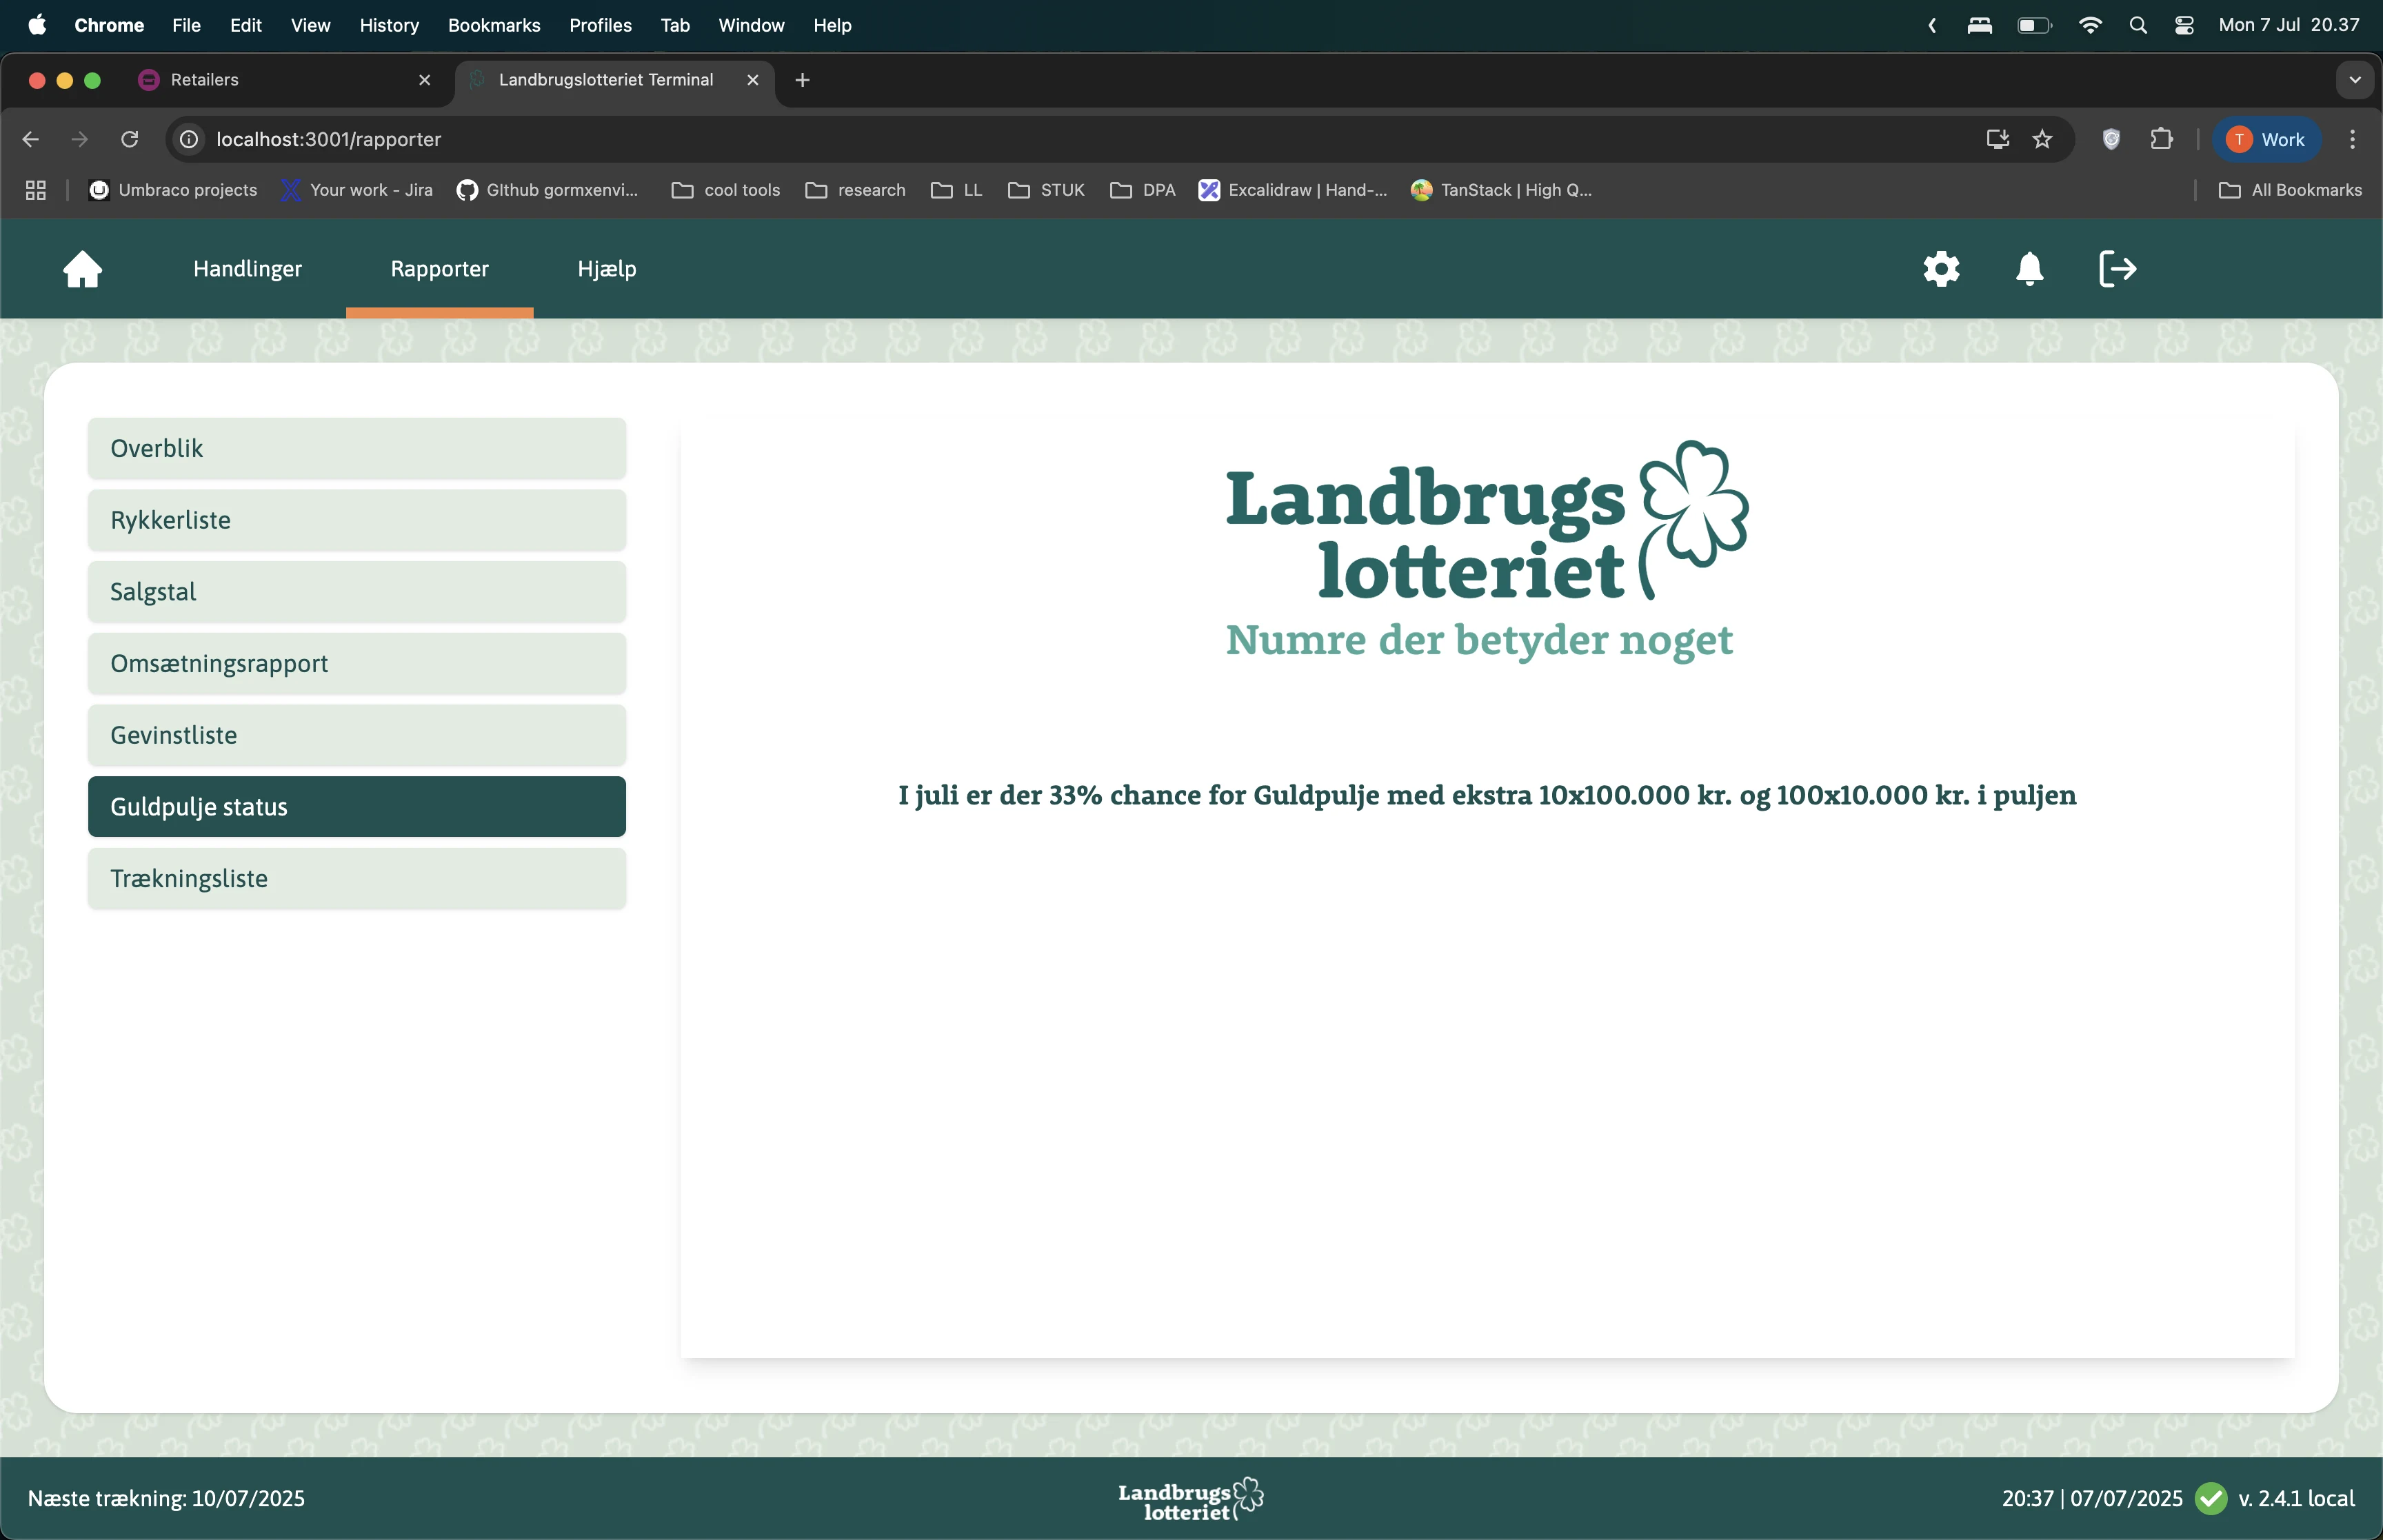 Chrome File Edit View History Bookmarks Profiles Tab Window Help Mon 7 Jul 20.37
Retailers Landbrugslotteriet Terminal
localhost:3001/rapporter T Work
Umbraco projects Your work - Jira GIthub gormxenvi... cool tools research LL STUK DPA Excalidraw | Hand-... TanStack | High Q... All Bookmarks
Handlinger Rapporter Hjælp
Overblik
Rykkerliste
Salgstal
Omsætningsrapport
Gevinstliste
Guldpulje status
Trækningsliste
Landbrugs
lotteriet
Numre der betyder noget
I juli er der 33% chance for Guldpulje med ekstra 10x100.000 kr. og 100x10.000 kr. i puljen
Næste trækning: 10/07/2025
Landbrugs
lotteriet
20:37 | 07/07/2025 v. 2.4.1 local